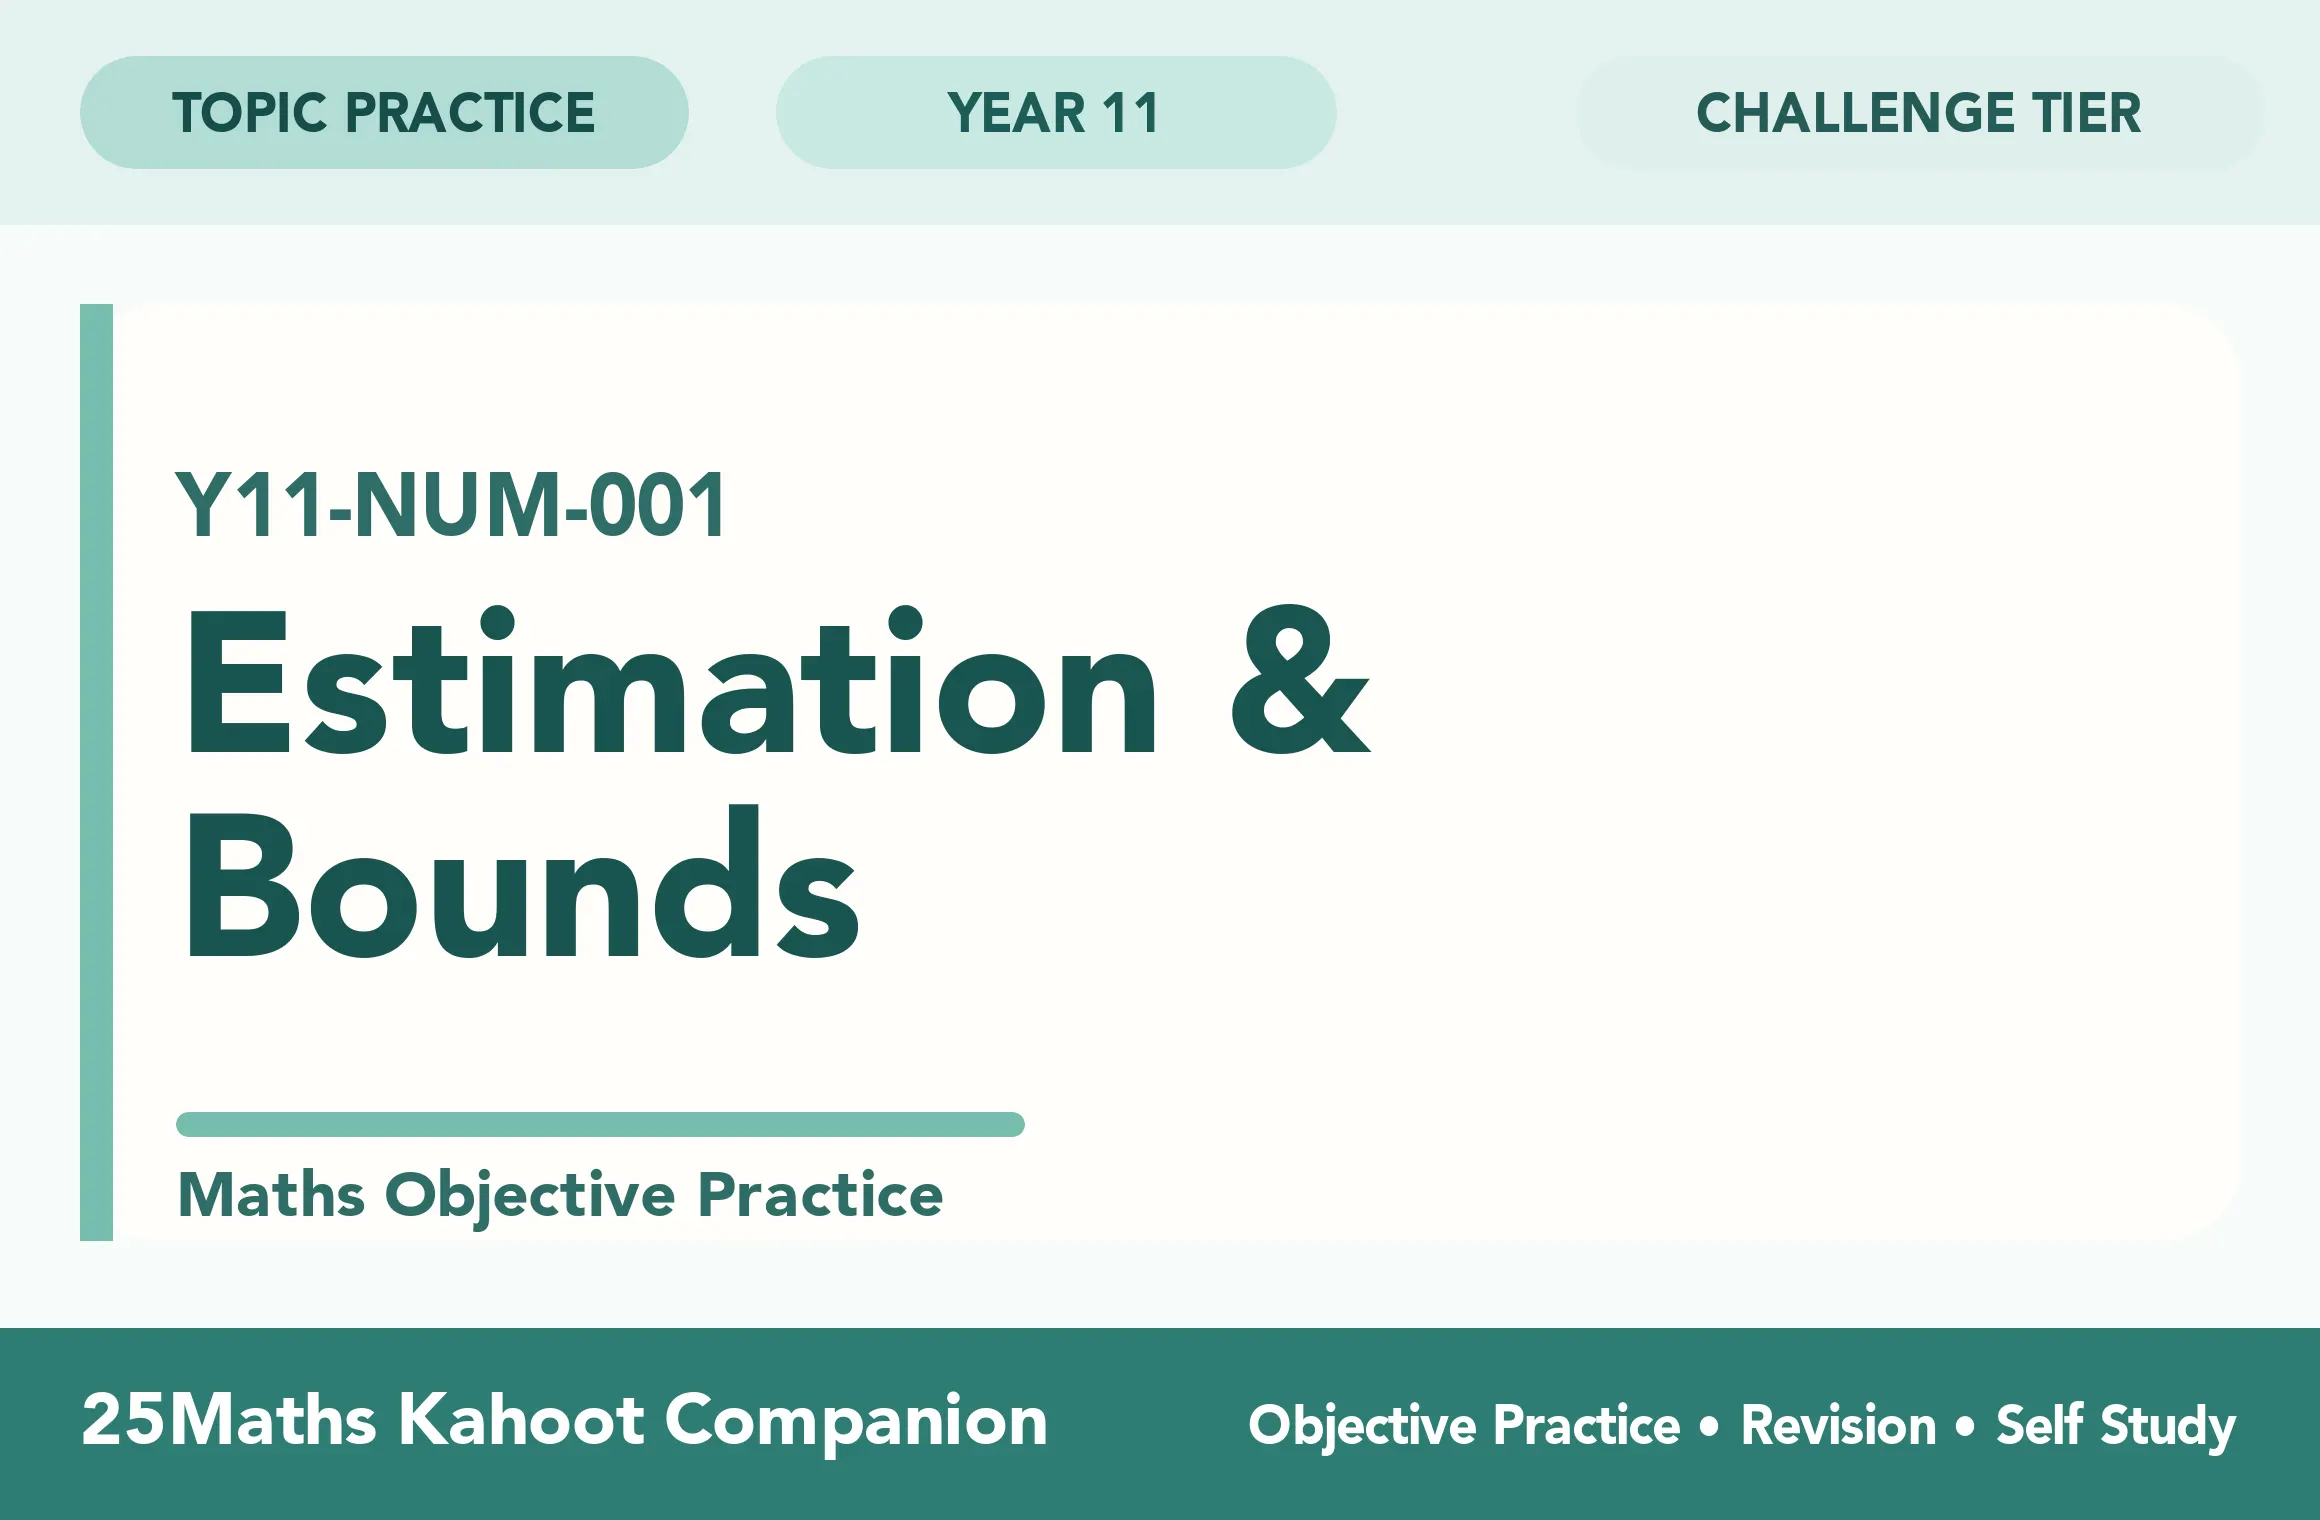 TOPIC PRACTICE
YEAR 11
CHALLENGE TIER
Y11-NUM-001
Estimation &
Bounds
Maths Objective Practice
25Maths Kahoot Companion
Objective Practice • Revision • Self Study